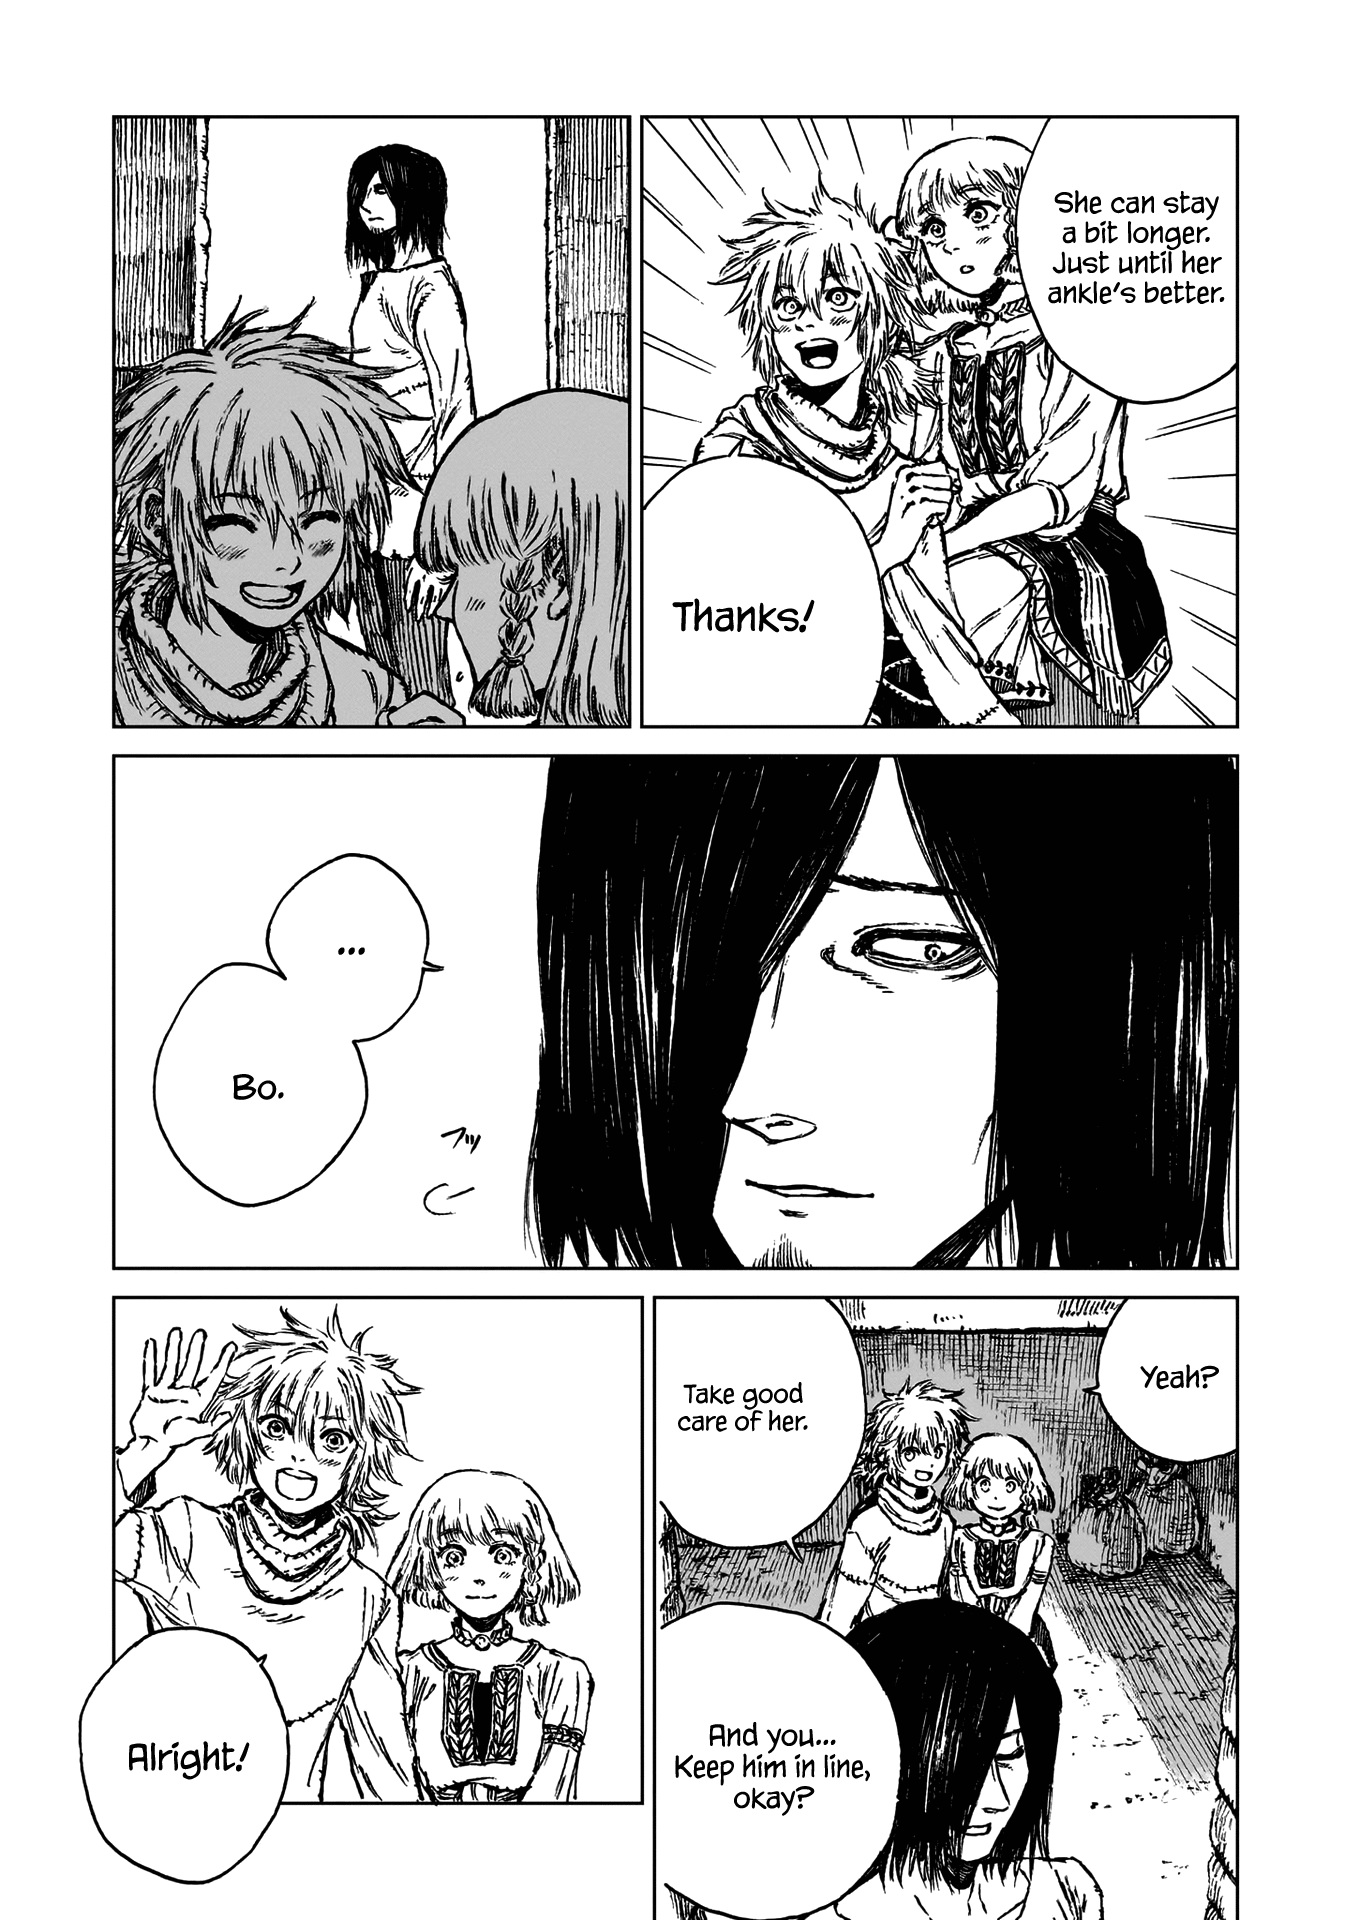 She can stay
a bit longer.
Just until her
ankle's better.
Thanks!
...
Bo.
フッ
Yeah?
Take good
care of her.
And you...
Keep him in line,
okay?
Alright!